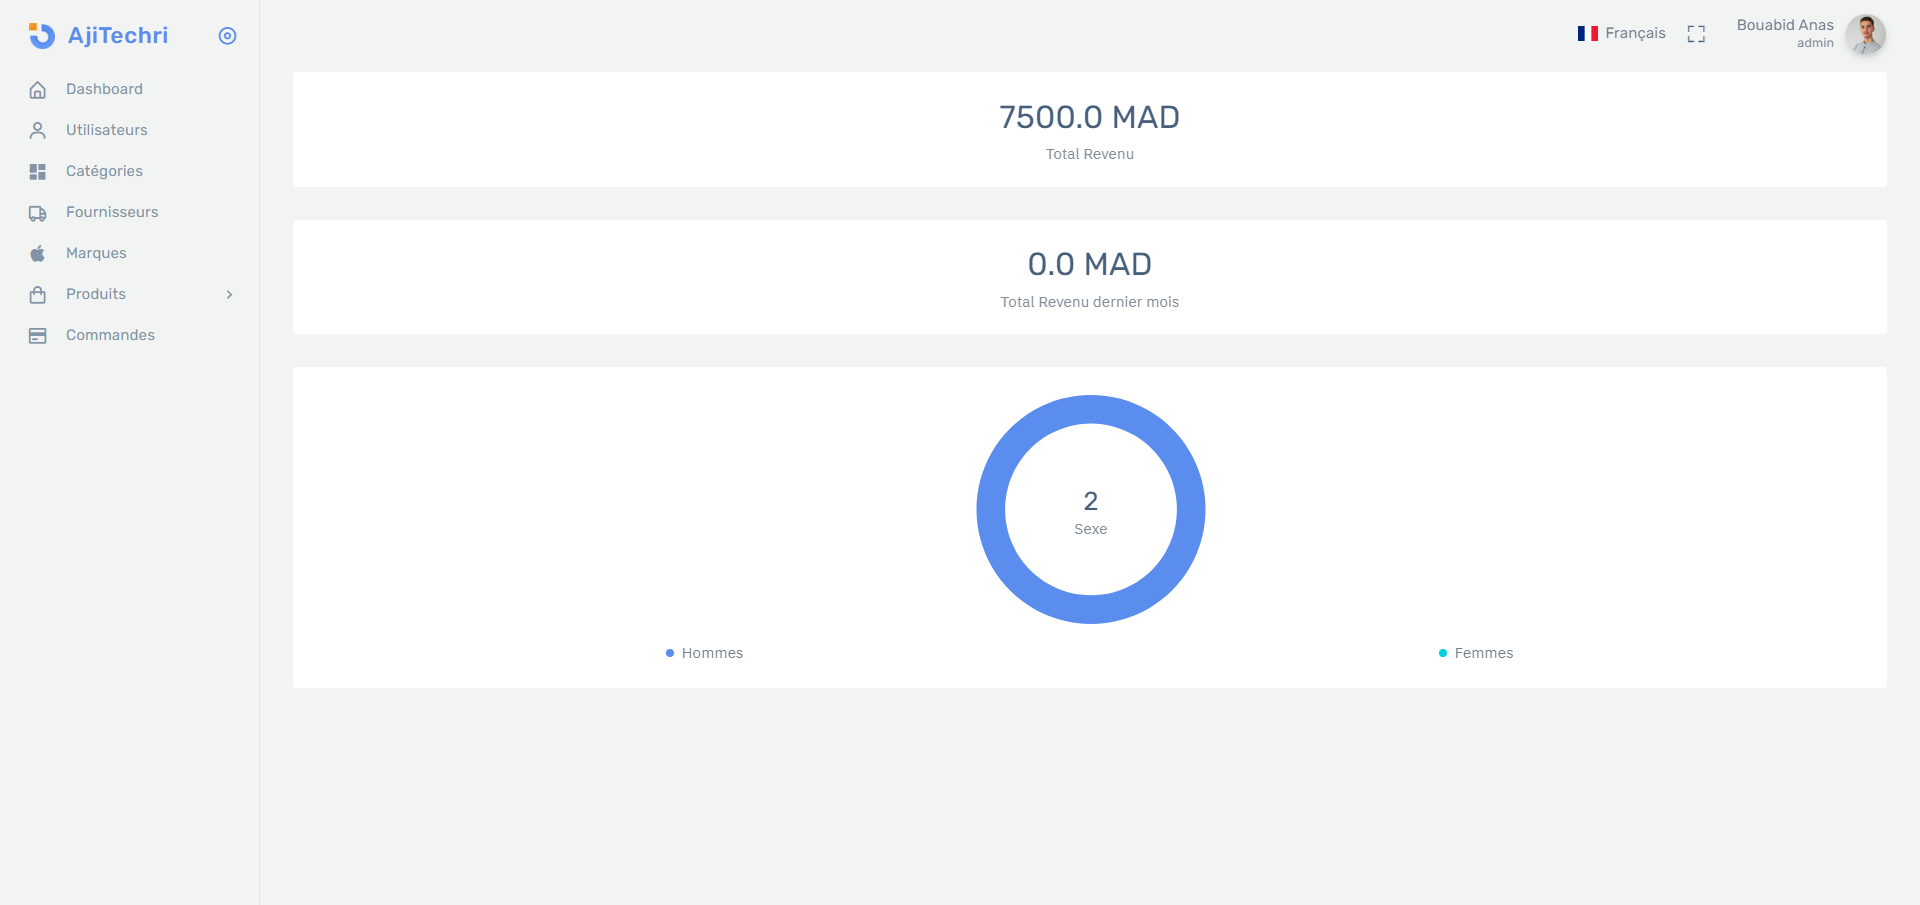 AjiTechri
Dashboard
Utilisateurs
Catégories
Fournisseurs
Marques
Produits
Commandes
Français
Bouabid Anas
admin
7500.0 MAD
Total Revenu
0.0 MAD
Total Revenu dernier mois
2
Sexe
Hommes
Femmes